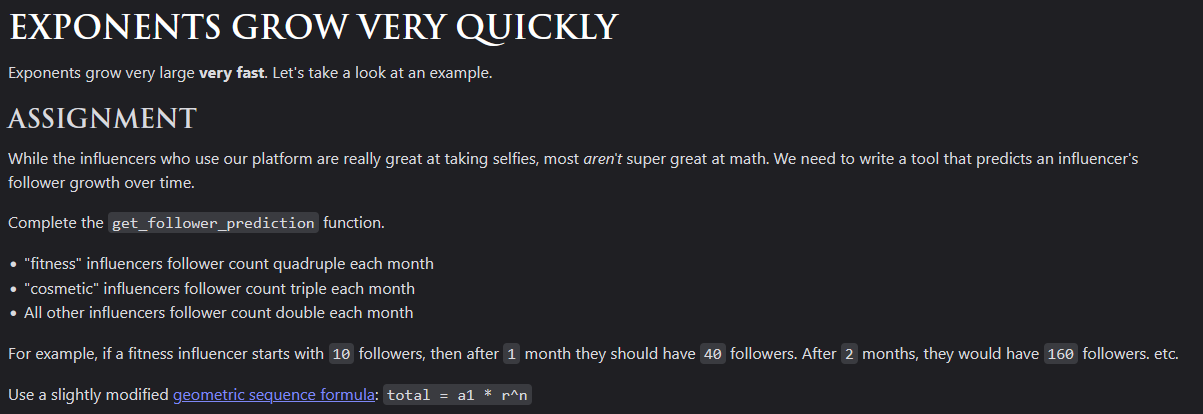 EXPONENTS GROW VERY QUICKLY
Exponents grow very large very fast. Let's take a look at an example.
ASSIGNMENT
While the influencers who use our platform are really great at taking selfies, most aren't super great at math. We need to write a tool that predicts an influencer's
follower growth over time.
Complete the get_follower_prediction function.
• "fitness" influencers follower count quadruple each month
• "cosmetic" influencers follower count triple each month
• All other influencers follower count double each month
For example, if a fitness influencer starts with 10 followers, then after 1 month they should have 40 followers. After 2 months, they would have 160 followers. etc.
Use a slightly modified geometric sequence formula: total = a1 * r^n